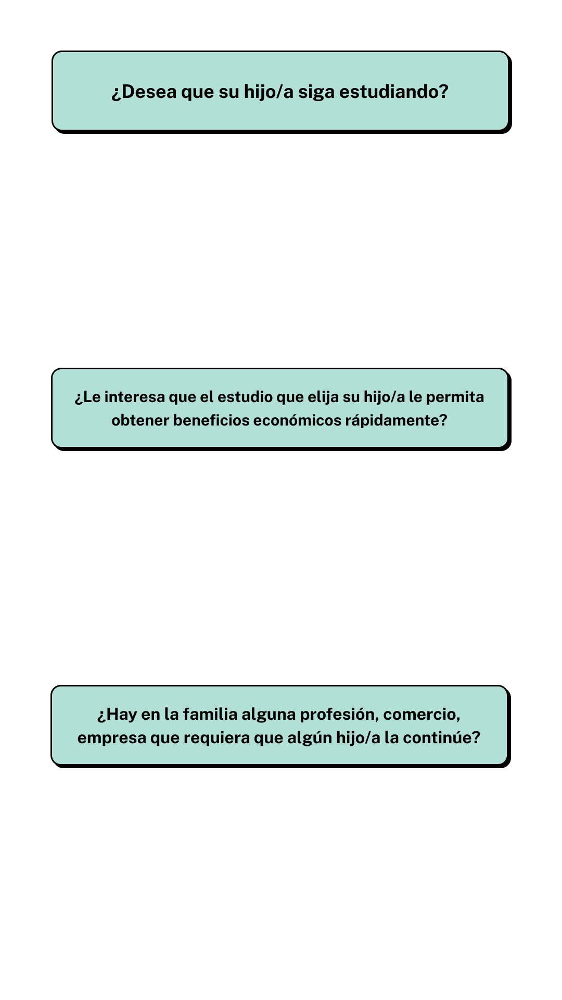 ¿Desea que su hijo/a siga estudiando?
¿Le interesa que el estudio que elija su hijo/a le permita
obtener beneficios económicos rápidamente?
¿Hay en la familia alguna profesión, comercio,
empresa que requiera que algún hijo/a la continúe?